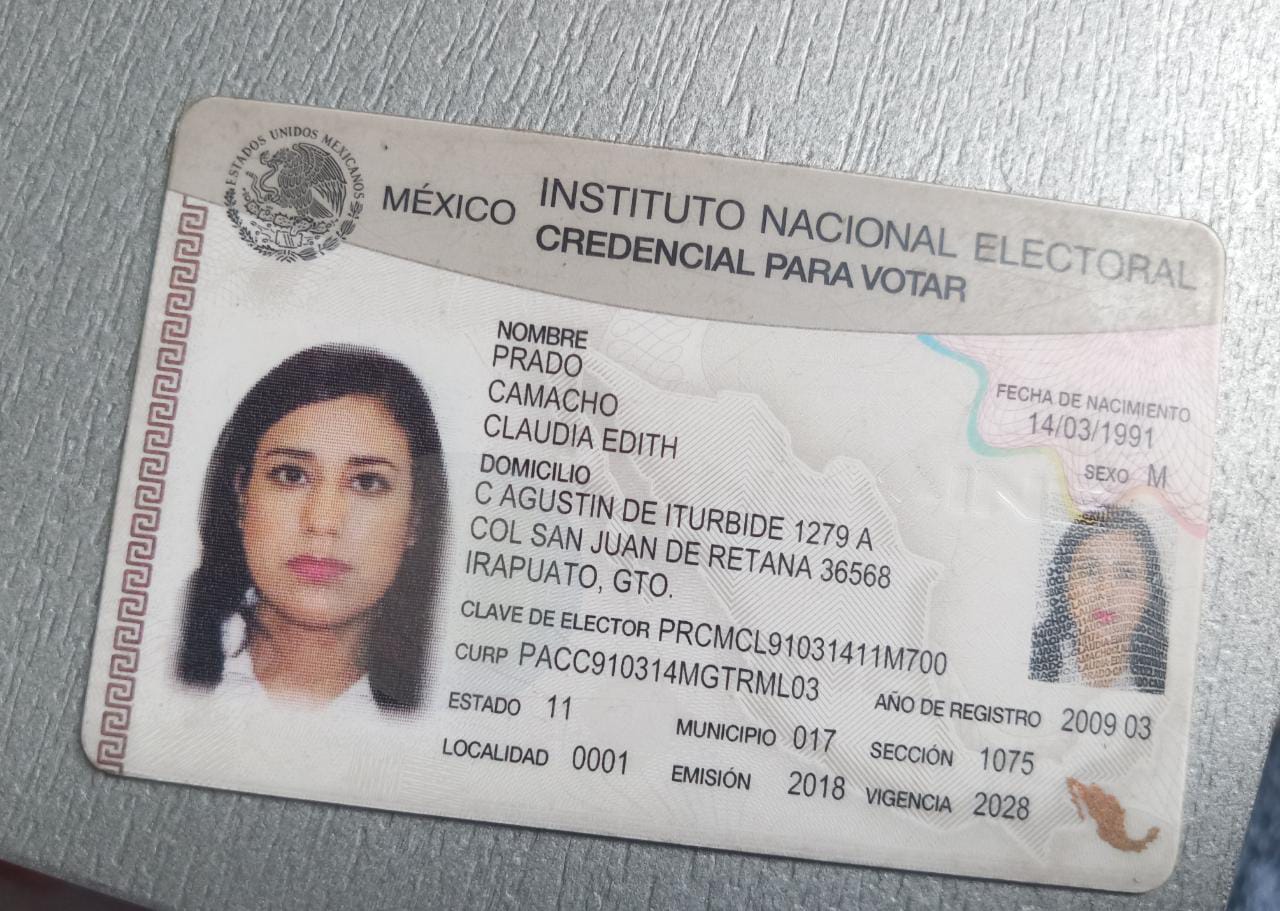 ESTADOS UNIDOS MEXICANOS
MÉXICO INSTITUTO NACIONAL ELECTORAL
CREDENCIAL PARA VOTAR
NOMBRE
PRADO
CAMACHO
CLAUDIA EDITH
FECHA DE NACIMIENTO
14/03/1991
SEXO M
DOMICILIO
C AGUSTIN DE ITURBIDE 1279 A
COL SAN JUAN DE RETANA 36568
IRAPUATO, GTO.
CLAVE DE ELECTOR PRCMCL91031411M700
CURP PACC910314MGTRML03
AÑO DE REGISTRO 2009 03
ESTADO 11
MUNICIPIO 017
SECCIÓN 1075
LOCALIDAD 0001
EMISIÓN 2018
VIGENCIA 2028